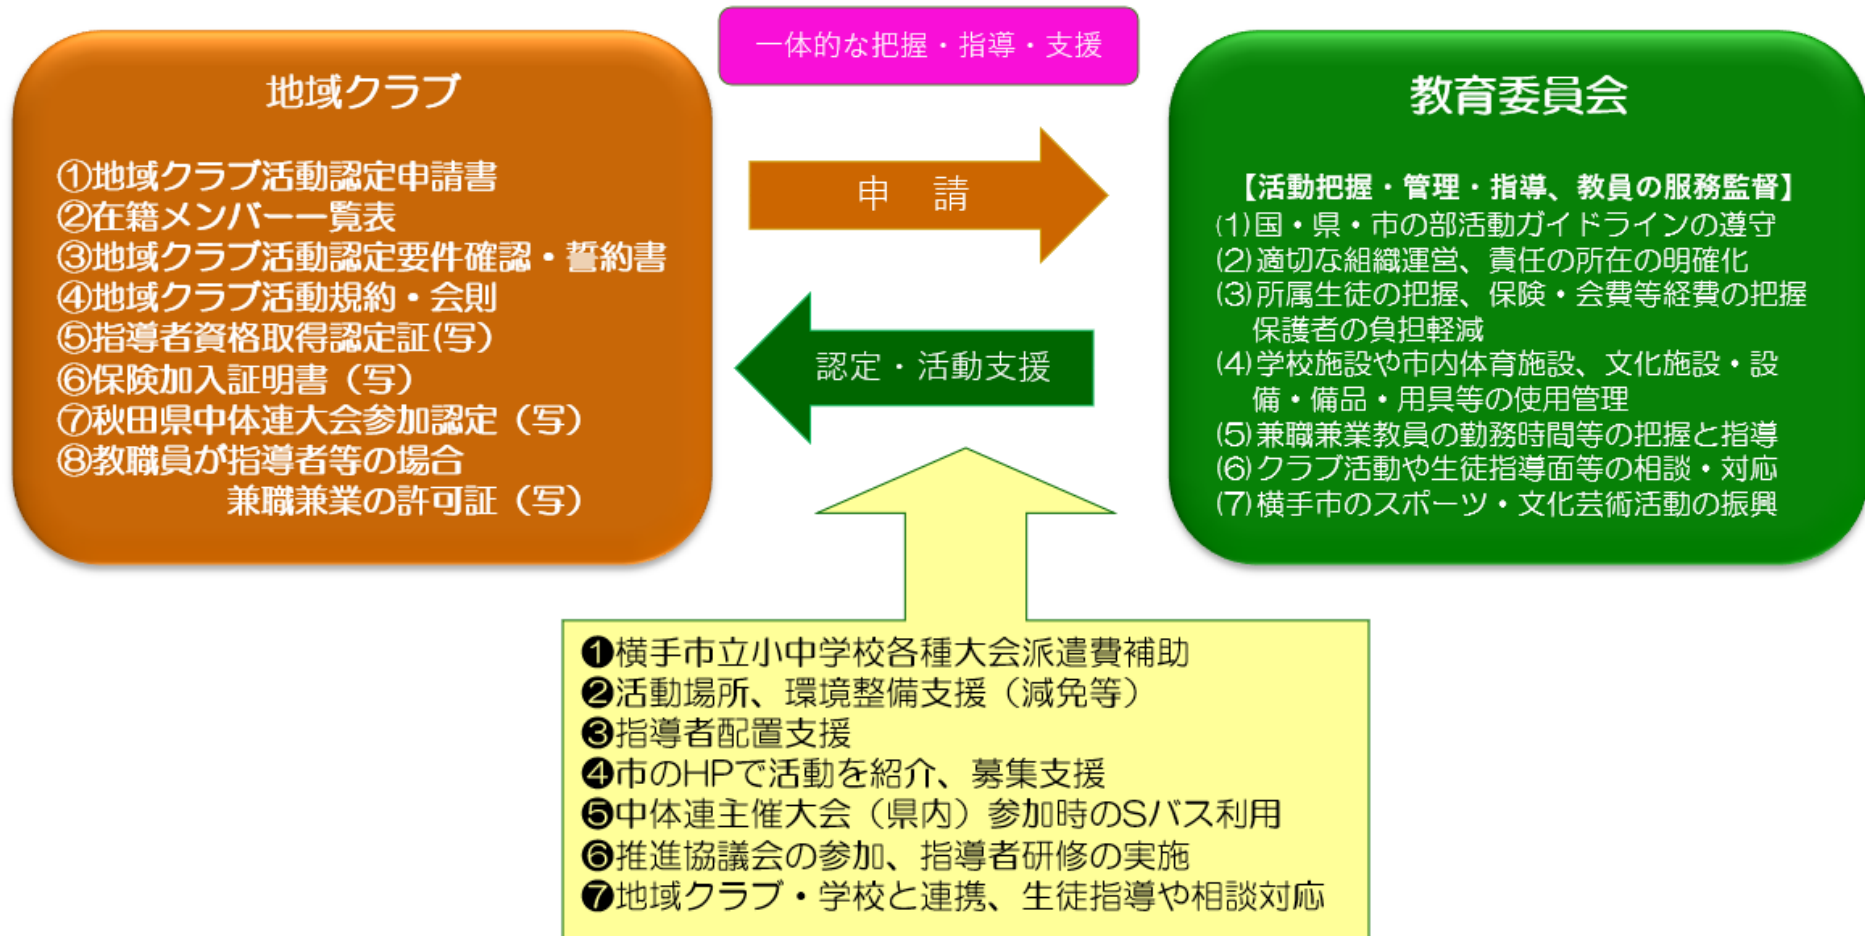 一体的な把握・指導・支援
地域クラブ
①地域クラブ活動認定申請書
②在籍メンバー一覧表
③地域クラブ活動認定要件確認・誓約書
④地域クラブ活動規約・会則
⑤指導者資格取得認定証(写)
⑥保険加入証明書（写）
⑦秋田県中体連大会参加認定（写）
⑧教職員が指導者等の場合
兼職兼業の許可証（写）
申　請
認定・活動支援
教育委員会
【活動把握・管理・指導、教員の服務監督】
(1)国・県・市の部活動ガイドラインの遵守
(2)適切な組織運営、責任の所在の明確化
(3)所属生徒の把握、保険・会費等経費の把握
保護者の負担軽減
(4)学校施設や市内体育施設、文化施設・設
備・備品・用具等の使用管理
(5)兼職兼業教員の勤務時間等の把握と指導
(6)クラブ活動や生徒指導面等の相談・対応
(7)横手市のスポーツ・文化芸術活動の振興
❶横手市立小中学校各種大会派遣費補助
❷活動場所、環境整備支援（減免等）
❸指導者配置支援
❹市のHPで活動を紹介、募集支援
❺中体連主催大会（県内）参加時のSバス利用
❻推進協議会の参加、指導者研修の実施
❼地域クラブ・学校と連携、生徒指導や相談対応